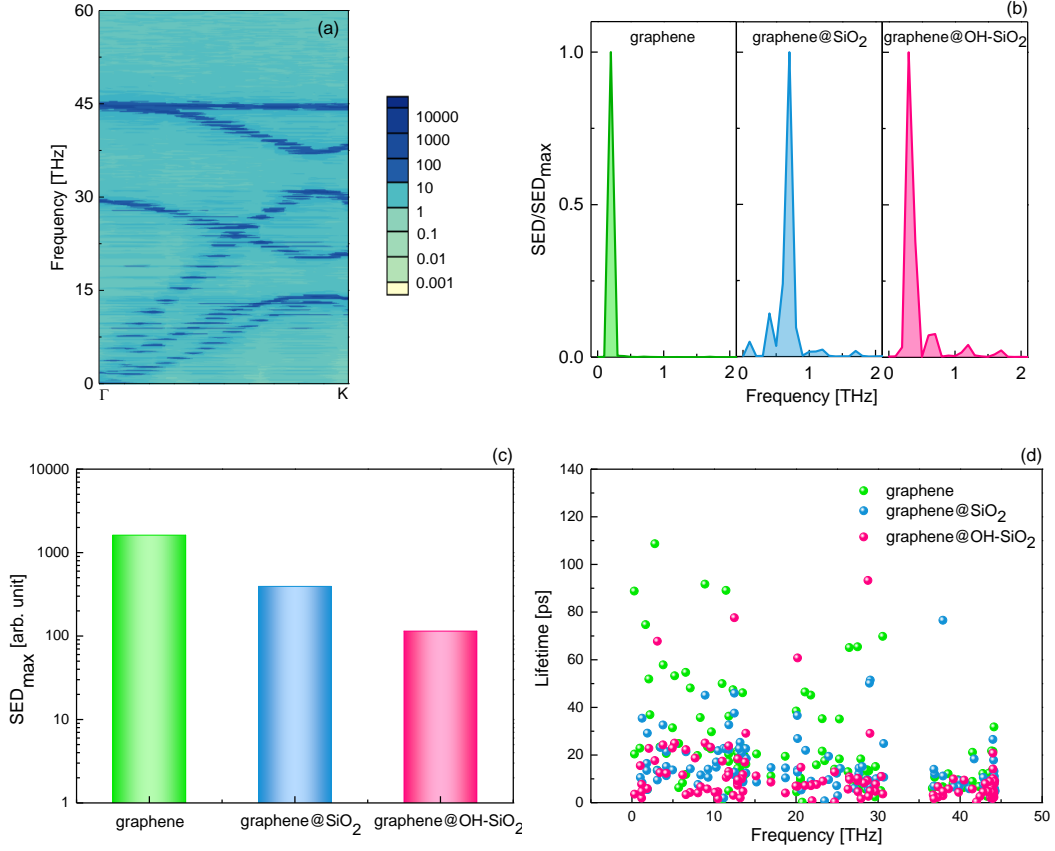 (a)
60
45
30
15
0
Frequency [THz]
Γ
K
10000
1000
100
10
1
0.1
0.01
0.001
(b)
graphene
graphene@SiO2
graphene@OH-SiO2
1.0
0.5
0.0
SED/SEDmax
0 1 2 0 1 2 0 1 2
Frequency [THz]
(c)
10000
1000
100
10
1
SEDmax [arb. unit]
graphene
graphene@SiO2
graphene@OH-SiO2
(d)
140
120
100
80
60
40
20
0
Lifetime [ps]
graphene
graphene@SiO2
graphene@OH-SiO2
0 10 20 30 40 50
Frequency [THz]